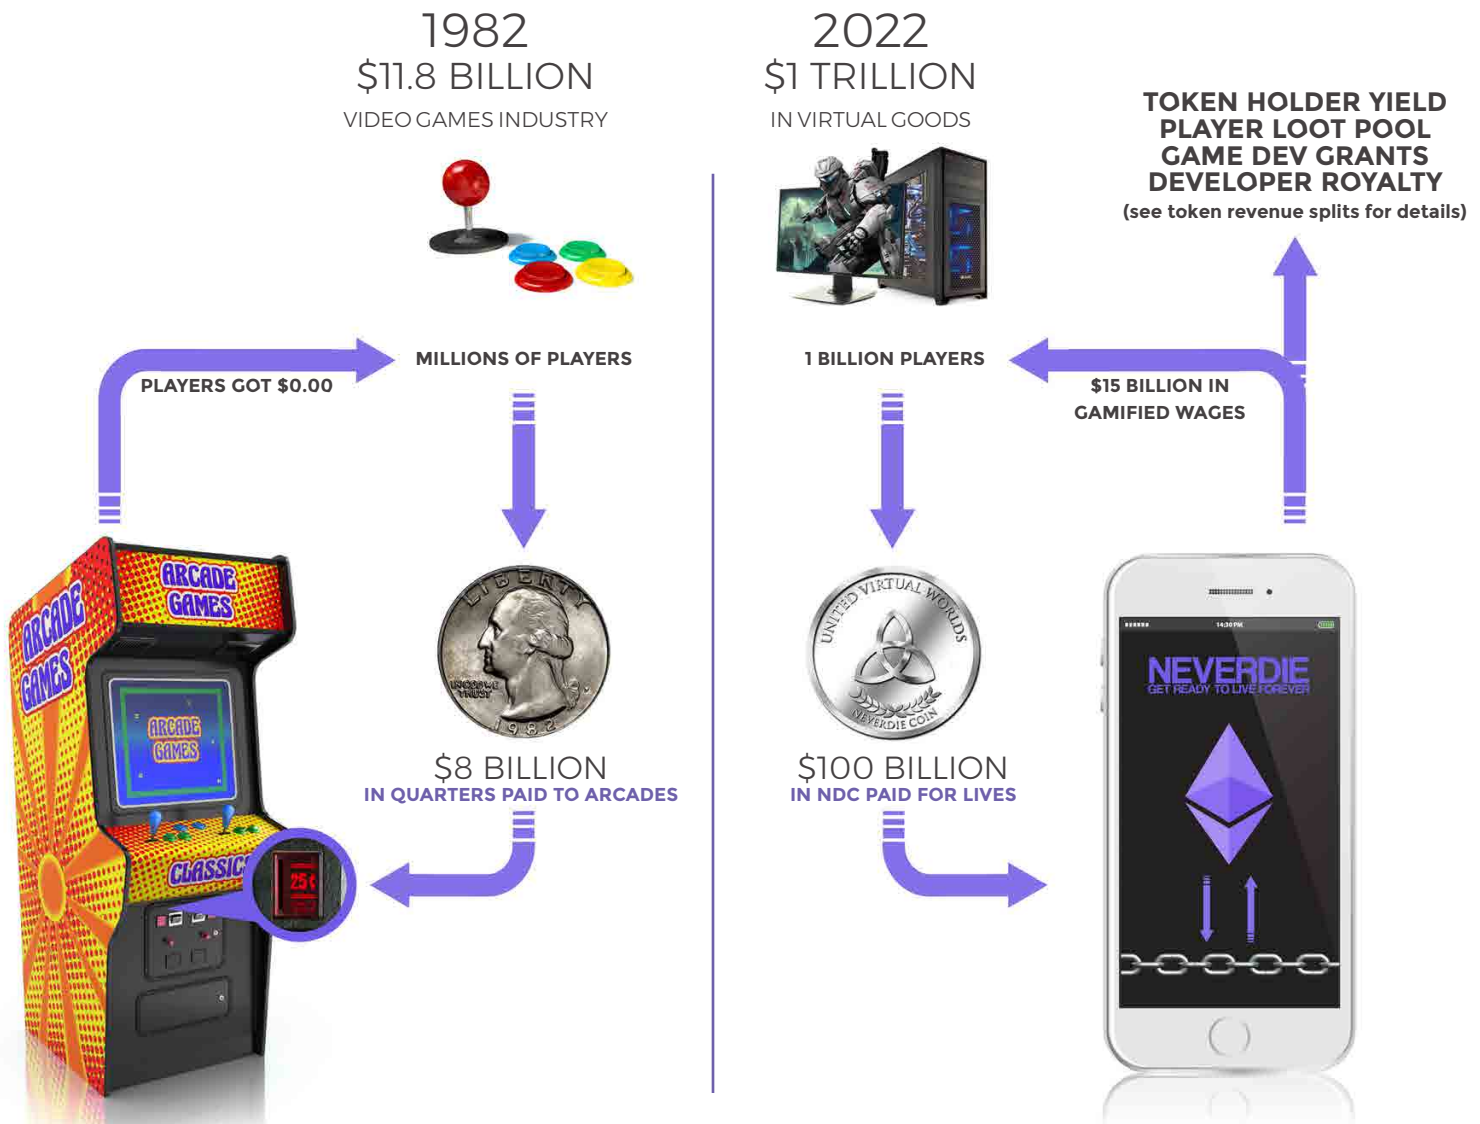 1982
$11.8 BILLION
VIDEO GAMES INDUSTRY
MILLIONS OF PLAYERS
PLAYERS GOT $0.00
ARCADE
GAMES
ARCADE
GAMES
ARCADE
GAMES
CLASSIC
25¢
LIBERTY
IN GOD WE
TRUST
1982
$8 BILLION
IN QUARTERS PAID TO ARCADES
2022
$1 TRILLION
IN VIRTUAL GOODS
1 BILLION PLAYERS
UNITED VIRTUAL WORLDS
NEVERDIE COIN
$100 BILLION
IN NDC PAID FOR LIVES
TOKEN HOLDER YIELD
PLAYER LOOT POOL
GAME DEV GRANTS
DEVELOPER ROYALTY
(see token revenue splits for details)
$15 BILLION IN
GAMIFIED WAGES
14:30 PM
NEVERDIE
GET READY TO LIVE FOREVER